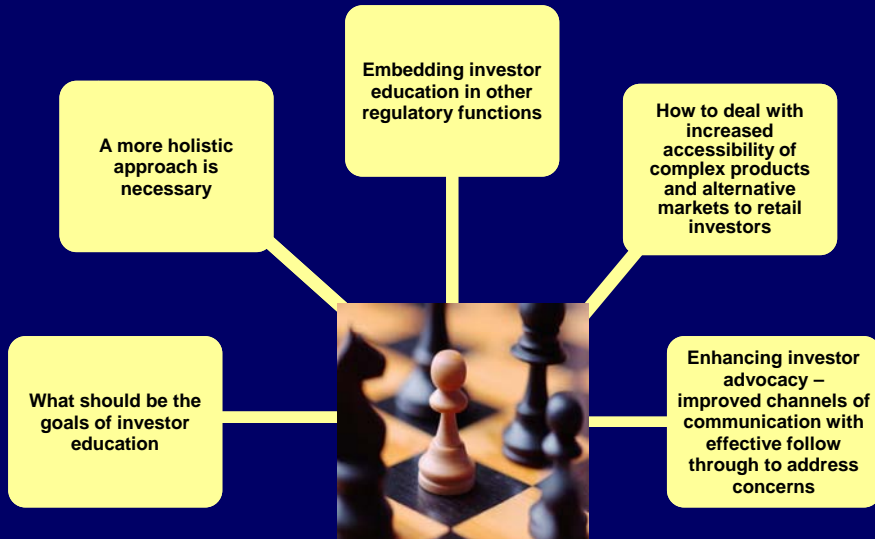 Embedding investor
education in other
regulatory functions
A more holistic
approach is
necessary
How to deal with
increased
accessibility of
complex products
and alternative
markets to retail
investors
What should be the
goals of investor
education
Enhancing investor
advocacy –
improved channels of
communication with
effective follow
through to address
concerns